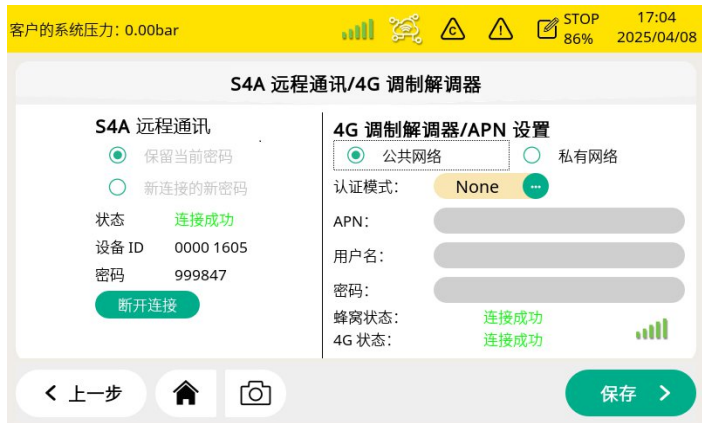 客户的系统压力：0.00bar
C
!
STOP
86%
17:04
2025/04/08
S4A 远程通讯/4G 调制解调器
S4A 远程通讯
保留当前密码
新连接的新密码
状态 连接成功
设备 ID 0000 1605
密码 999847
断开连接
4G 调制解调器/APN 设置
公共网络 私有网络
认证模式： None ...
APN：
用户名：
密码：
蜂窝状态： 连接成功
4G 状态： 连接成功
上一步
保存